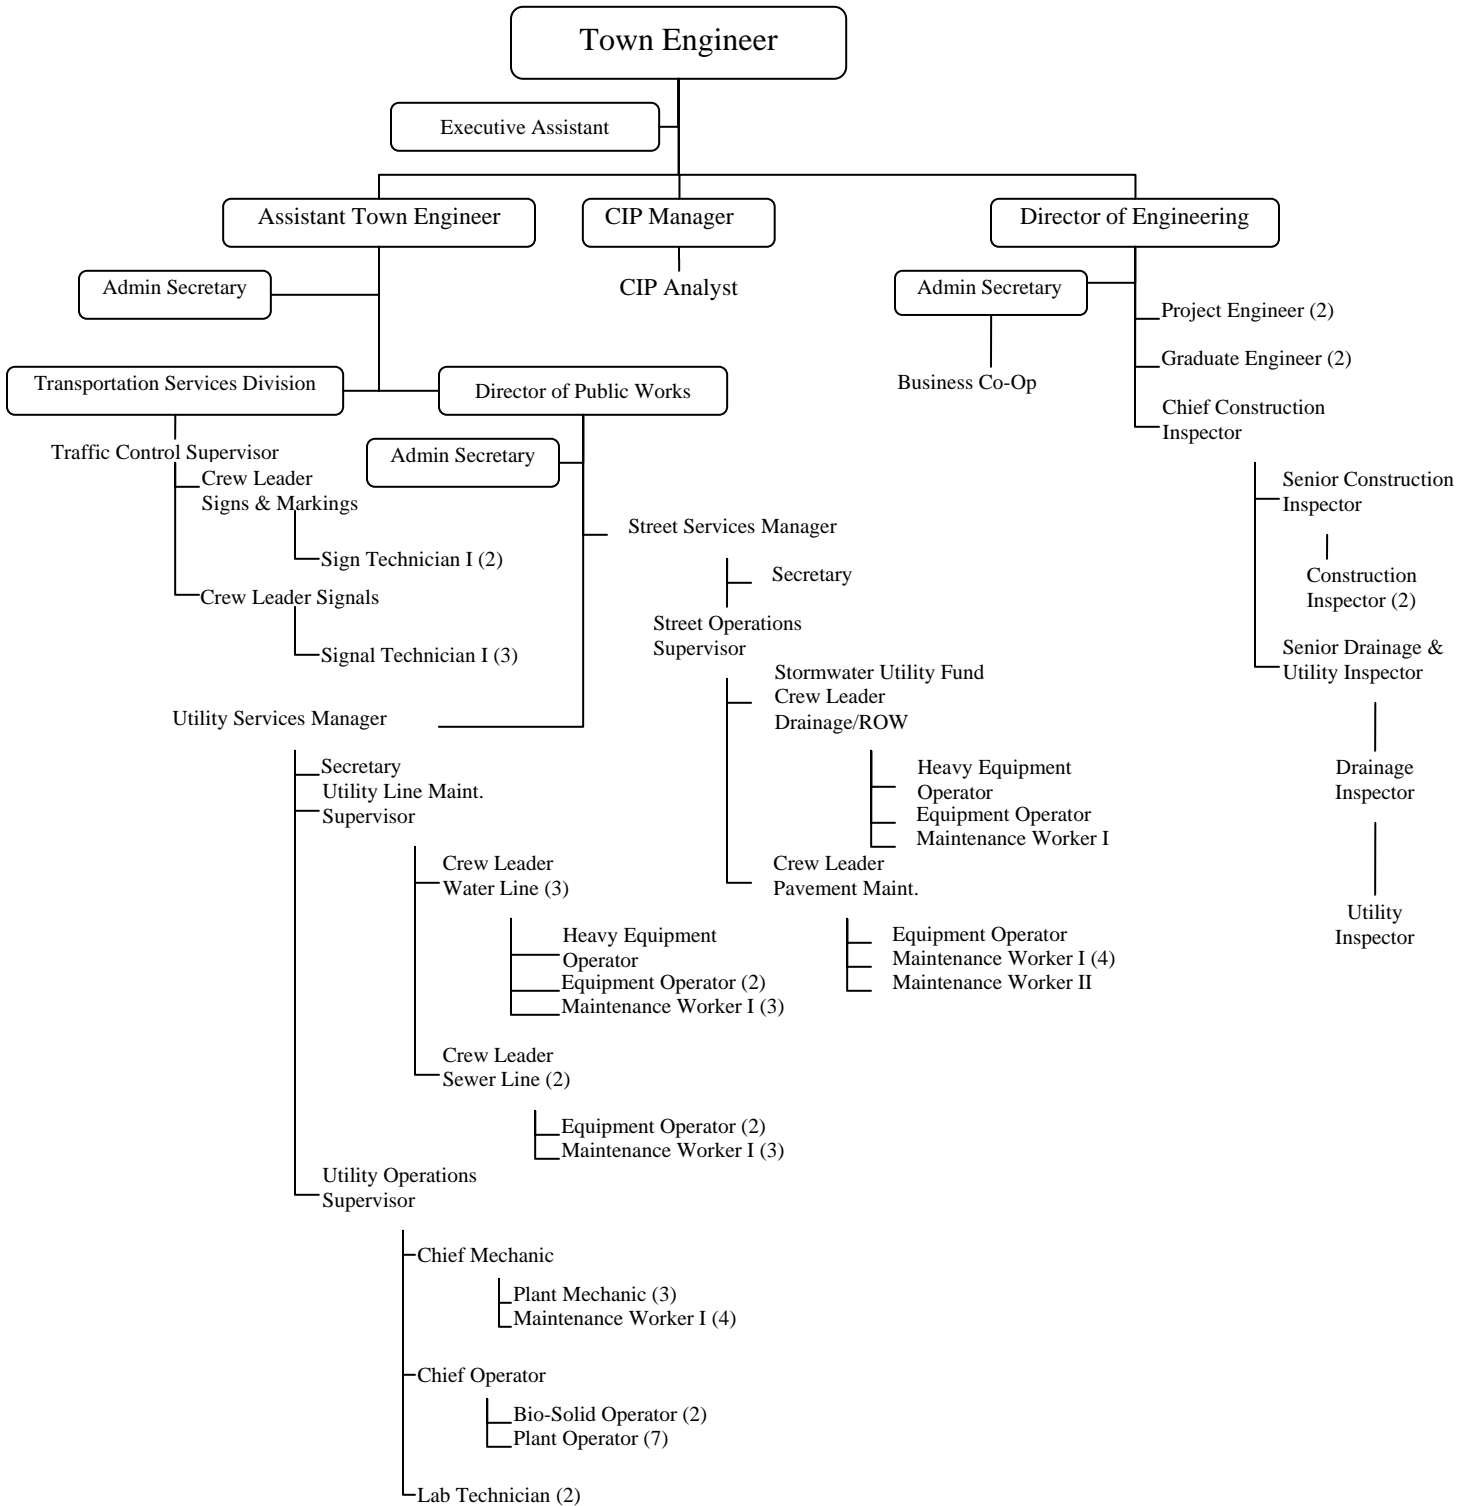 Town Engineer
Executive Assistant
Assistant Town Engineer
CIP Manager
Director of Engineering
Admin Secretary
CIP Analyst
Admin Secretary
Project Engineer (2)
Graduate Engineer (2)
Business Co-Op
Chief Construction
Inspector
Transportation Services Division
Director of Public Works
Traffic Control Supervisor
Admin Secretary
Crew Leader
Signs & Markings
Sign Technician I (2)
Crew Leader Signals
Signal Technician I (3)
Street Services Manager
Secretary
Street Operations
Supervisor
Stormwater Utility Fund
Crew Leader
Drainage/ROW
Heavy Equipment
Operator
Equipment Operator
Maintenance Worker I
Crew Leader
Pavement Maint.
Equipment Operator
Maintenance Worker I (4)
Maintenance Worker II
Senior Construction
Inspector
Construction
Inspector (2)
Senior Drainage &
Utility Inspector
Drainage
Inspector
Utility
Inspector
Utility Services Manager
Secretary
Utility Line Maint.
Supervisor
Crew Leader
Water Line (3)
Heavy Equipment
Operator
Equipment Operator (2)
Maintenance Worker I (3)
Crew Leader
Sewer Line (2)
Equipment Operator (2)
Maintenance Worker I (3)
Utility Operations
Supervisor
Chief Mechanic
Plant Mechanic (3)
Maintenance Worker I (4)
Chief Operator
Bio-Solid Operator (2)
Plant Operator (7)
Lab Technician (2)